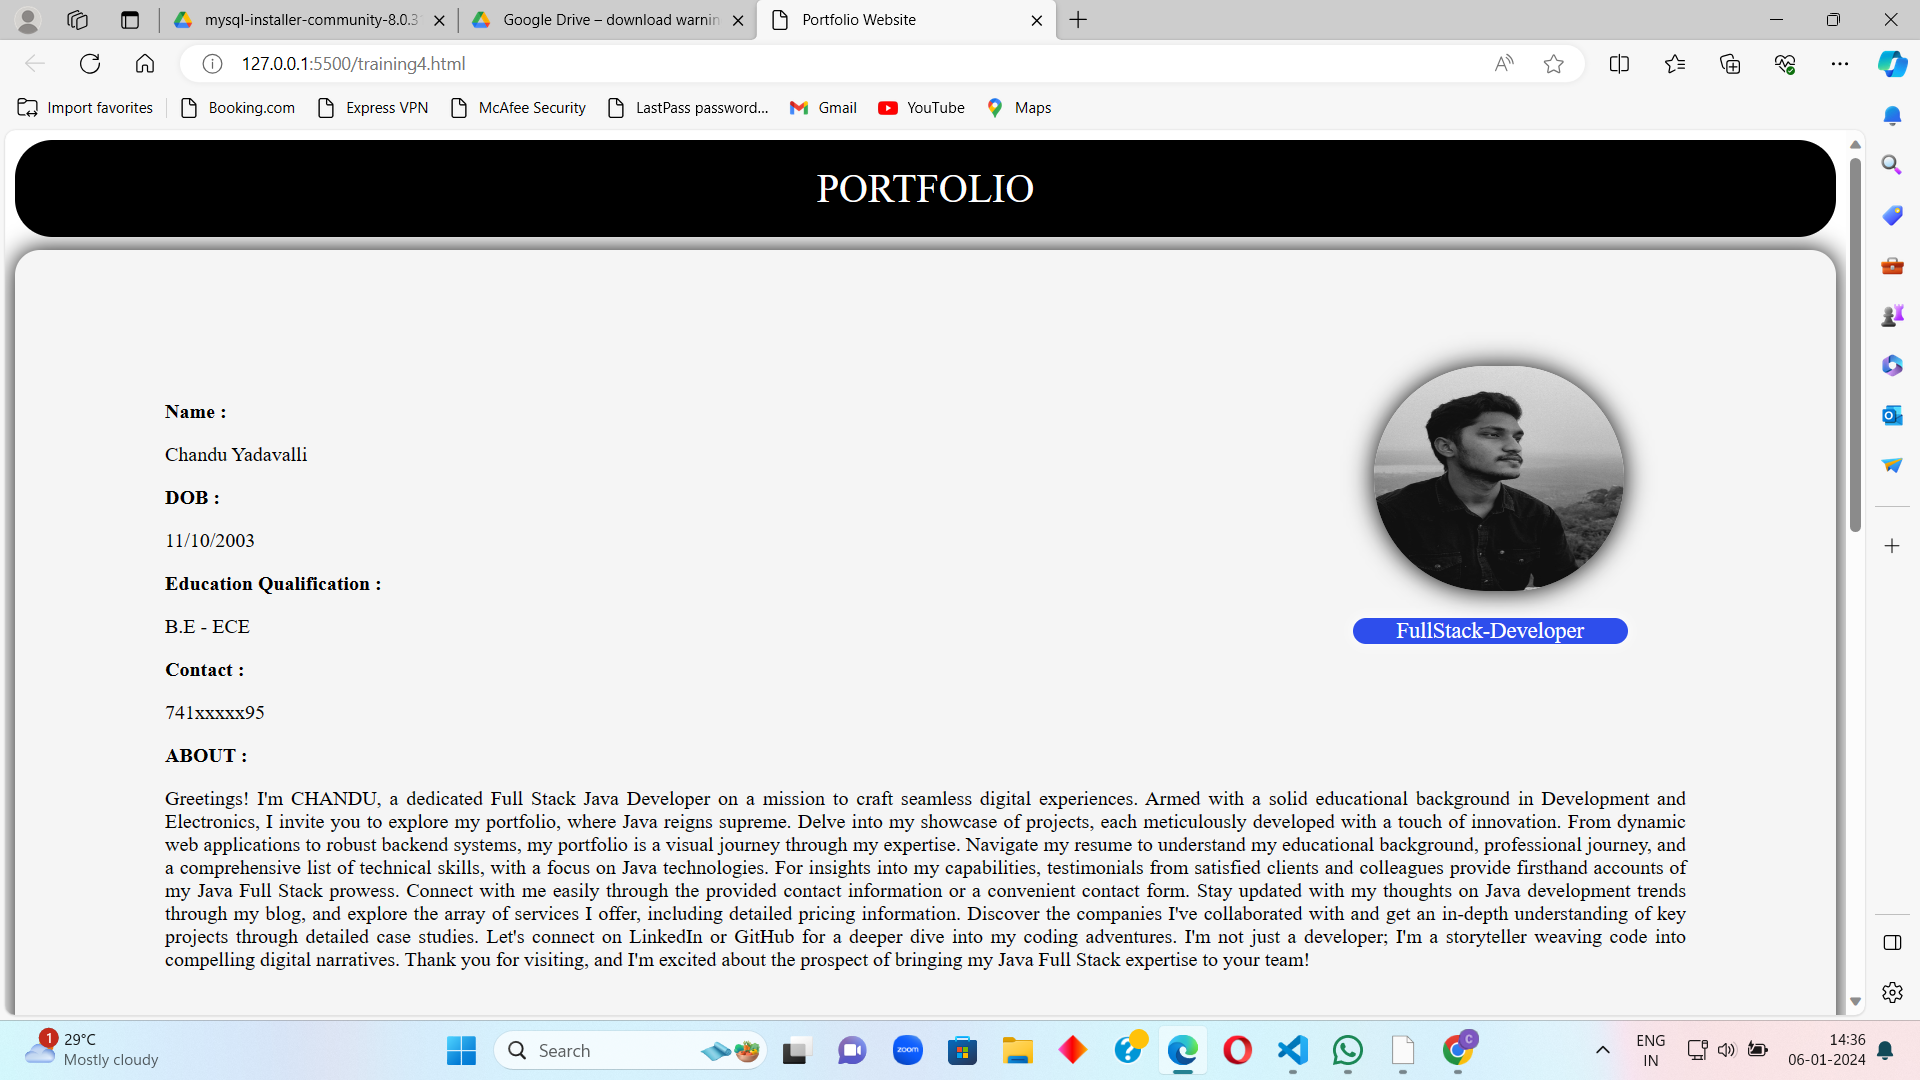 mysql-installer-community-8.0.3
Google Drive – download warnin
Portfolio Website
127.0.0.1:5500/training4.html
Import favorites
Booking.com
Express VPN
McAfee Security
LastPass password...
Gmail
YouTube
Maps
PORTFOLIO
Name :
Chandu Yadavalli
DOB :
11/10/2003
Education Qualification :
B.E - ECE
FullStack-Developer
Contact :
741xxxxx95
ABOUT :
Greetings! I'm CHANDU, a dedicated Full Stack Java Developer on a mission to craft seamless digital experiences. Armed with a solid educational background in Development and
Electronics, I invite you to explore my portfolio, where Java reigns supreme. Delve into my showcase of projects, each meticulously developed with a touch of innovation. From dynamic
web applications to robust backend systems, my portfolio is a visual journey through my expertise. Navigate my resume to understand my educational background, professional journey, and
a comprehensive list of technical skills, with a focus on Java technologies. For insights into my capabilities, testimonials from satisfied clients and colleagues provide firsthand accounts of
my Java Full Stack prowess. Connect with me easily through the provided contact information or a convenient contact form. Stay updated with my thoughts on Java development trends
through my blog, and explore the array of services I offer, including detailed pricing information. Discover the companies I've collaborated with and get an in-depth understanding of key
projects through detailed case studies. Let's connect on LinkedIn or GitHub for a deeper dive into my coding adventures. I'm not just a developer; I'm a storyteller weaving code into
compelling digital narratives. Thank you for visiting, and I'm excited about the prospect of bringing my Java Full Stack expertise to your team!
1
29°C
Mostly cloudy
Search
zoom
C
ENG
IN
14:36
06-01-2024